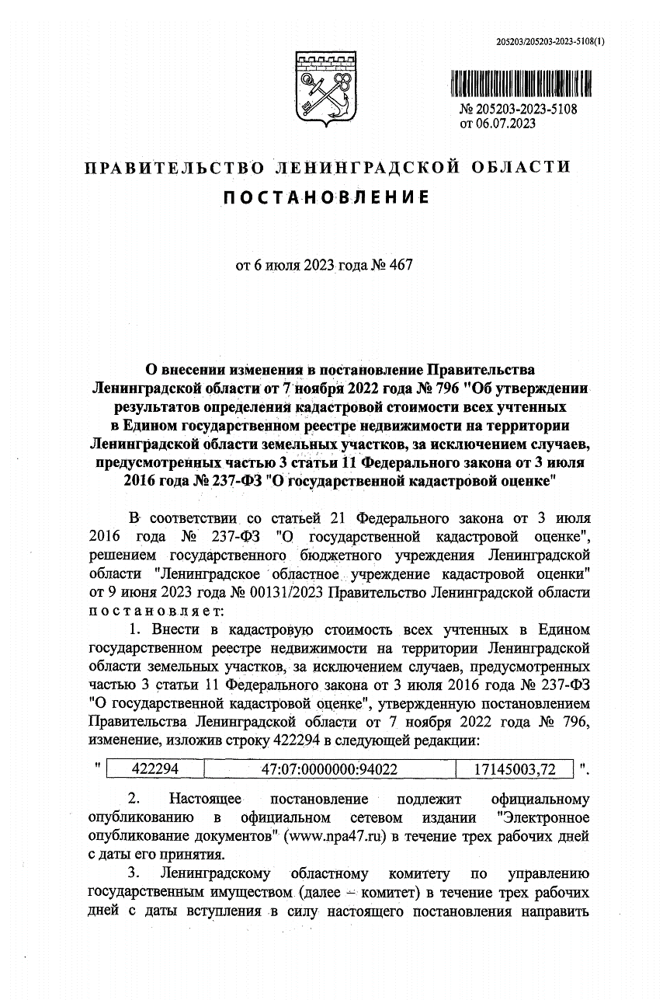 205203/205203-2023-5108(1)
№ 205203-2023-5108
от 06.07.2023
ПРАВИТЕЛЬСТВО ЛЕНИНГРАДСКОЙ ОБЛАСТИ
ПОСТАНОВЛЕНИЕ
от 6 июля 2023 года № 467
О внесении изменения в постановление Правительства
Ленинградской области от 7 ноября 2022 года № 796 "Об утверждении
результатов определения кадастровой стоимости всех учтенных
в Едином государственном реестре недвижимости на территории
Ленинградской области земельных участков, за исключением случаев,
предусмотренных частью 3 статьи 11 Федерального закона от 3 июля
2016 года № 237-ФЗ "О государственной кадастровой оценке"
В соответствии со статьей 21 Федерального закона от 3 июля
2016 года № 237-ФЗ "О государственной кадастровой оценке",
решением государственного бюджетного учреждения Ленинградской
области "Ленинградское областное учреждение кадастровой оценки"
от 9 июня 2023 года № 00131/2023 Правительство Ленинградской области
п о с т а н о в л я е т:
1. Внести в кадастровую стоимость всех учтенных в Едином
государственном реестре недвижимости на территории Ленинградской
области земельных участков, за исключением случаев, предусмотренных
частью 3 статьи 11 Федерального закона от 3 июля 2016 года № 237-ФЗ
"О государственной кадастровой оценке", утвержденную постановлением
Правительства Ленинградской области от 7 ноября 2022 года № 796,
изменение, изложив строку 422294 в следующей редакции:
" 422294 47:07:0000000:94022 17145003,72 ".
2. Настоящее постановление подлежит официальному
опубликованию в официальном сетевом издании "Электронное
опубликование документов" (www.npa47.ru) в течение трех рабочих дней
с даты его принятия.
3. Ленинградскому областному комитету по управлению
государственным имуществом (далее – комитет) в течение трех рабочих
дней с даты вступления в силу настоящего постановления направить